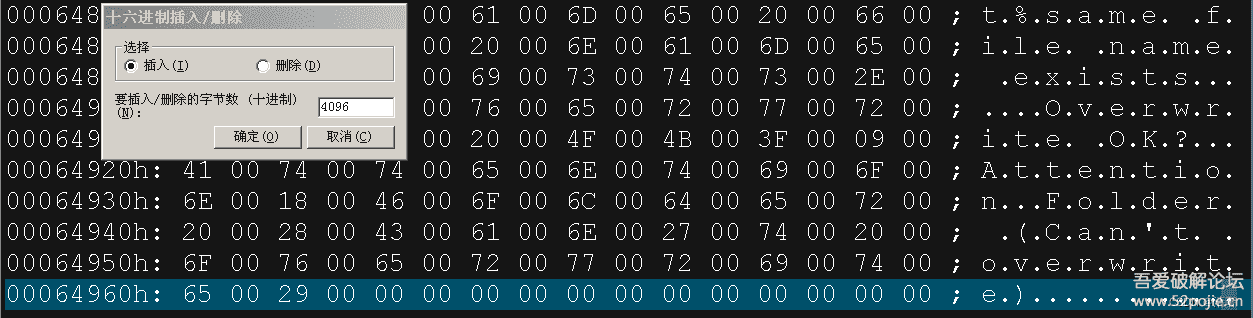 十六进制插入/删除
选择
插入(I)
删除(D)
要插入/删除的字节数 (十进制)
(N):
4096
确定(O)
取消(C)
000648 00 61 00 6D 00 65 00 20 00 66 00 ; t.%.s.a.m.e. .f.
000648 00 20 00 6E 00 61 00 6D 00 65 00 ; i.l.e. .n.a.m.e.
000648 00 69 00 73 00 74 00 73 00 2E 00 ; .e.x.i.s.t.s...
000649 00 76 00 65 00 72 00 77 00 72 00 ; ....O.v.e.r.w.r.
000649 00 20 00 4F 00 4B 00 3F 00 09 00 ; i.t.e. .O.K.?...
00064920h: 41 00 74 00 74 00 65 00 6E 00 74 00 69 00 6F 00 ; A.t.t.e.n.t.i.o.
00064930h: 6E 00 18 00 46 00 6F 00 6C 00 64 00 65 00 72 00 ; n...F.o.l.d.e.r.
00064940h: 20 00 28 00 43 00 61 00 6E 00 27 00 74 00 20 00 ;  .(.C.a.n.'.t. .
00064950h: 6F 00 76 00 65 00 72 00 77 00 72 00 69 00 74 00 ; o.v.e.r.w.r.i.t.
00064960h: 65 00 29 00 00 00 00 00 00 00 00 00 00 00 00 00 ; e.).............
吾爱破解论坛
www.52pojie.cn